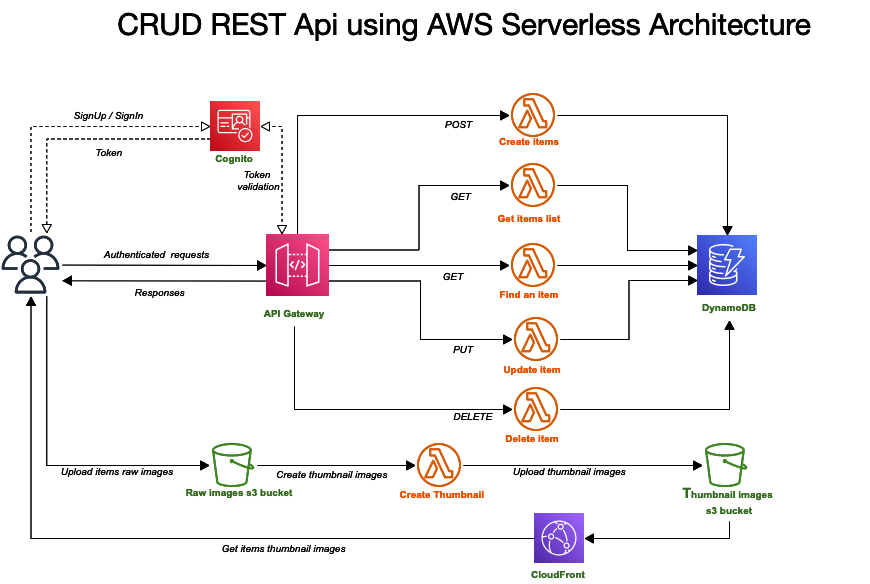 CRUD REST Api using AWS Serverless Architecture
SignUp / SignIn
Token
Cognito
Token
validation
POST
Create items
GET
Get items list
Authenticated requests
Responses
API Gateway
GET
Find an item
DynamoDB
PUT
Update item
DELETE
Delete item
Upload items raw images
Raw images s3 bucket
Create thumbnail images
Create Thumbnail
Upload thumbnail images
Thumbnail images
s3 bucket
Get items thumbnail images
CloudFront